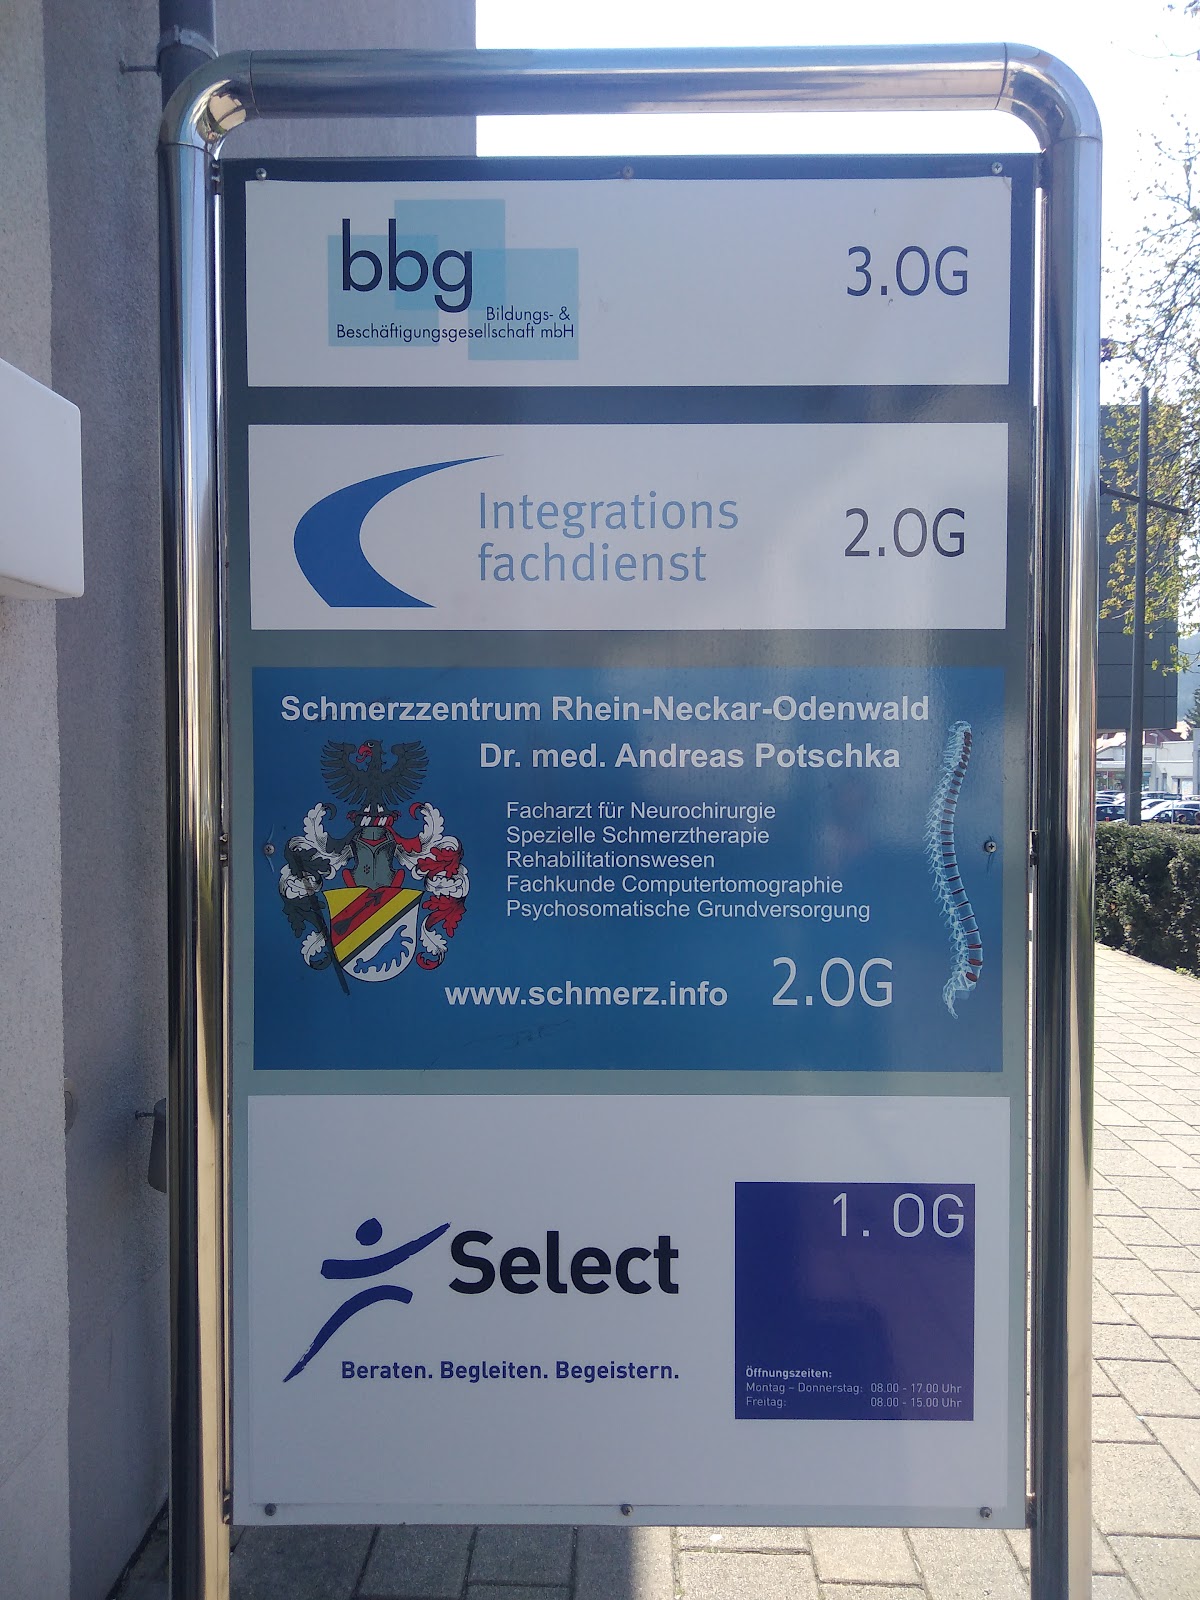 bbg
Bildungs- &
Beschäftigungsgesellschaft mbH
3.OG
Integrations
fachdienst
2.OG
Schmerzzentrum Rhein-Neckar-Odenwald
Dr. med. Andreas Potschka
Facharzt für Neurochirurgie
Spezielle Schmerztherapie
Rehabilitationswesen
Fachkunde Computertomographie
Psychosomatische Grundversorgung
www.schmerz.info 2.OG
1. OG
Select
Beraten. Begleiten. Begeistern.
Öffnungszeiten:
Montag – Donnerstag: 08.00 - 17.00 Uhr
Freitag: 08.00 - 15.00 Uhr